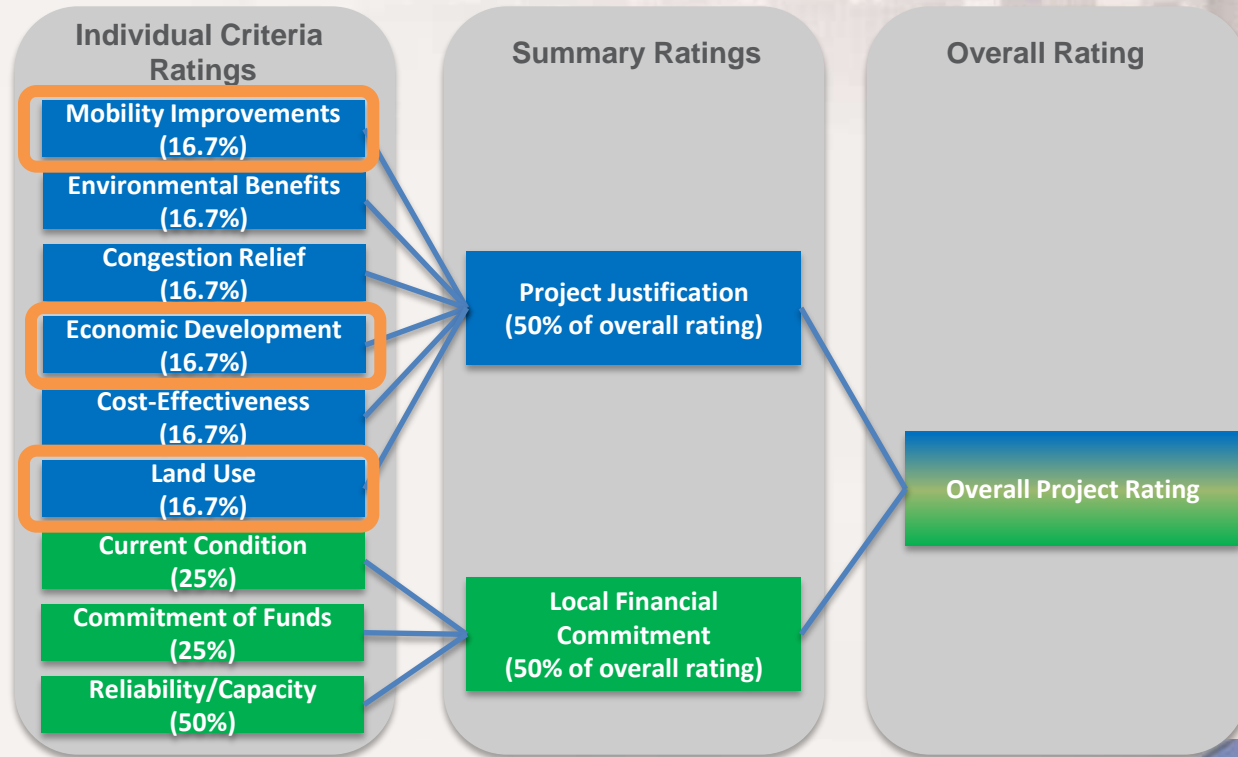 Individual Criteria
Ratings
Mobility Improvements
(16.7%)
Environmental Benefits
(16.7%)
Congestion Relief
(16.7%)
Economic Development
(16.7%)
Cost-Effectiveness
(16.7%)
Land Use
(16.7%)
Current Condition
(25%)
Commitment of Funds
(25%)
Reliability/Capacity
(50%)
Summary Ratings
Project Justification
(50% of overall rating)
Local Financial
Commitment
(50% of overall rating)
Overall Rating
Overall Project Rating